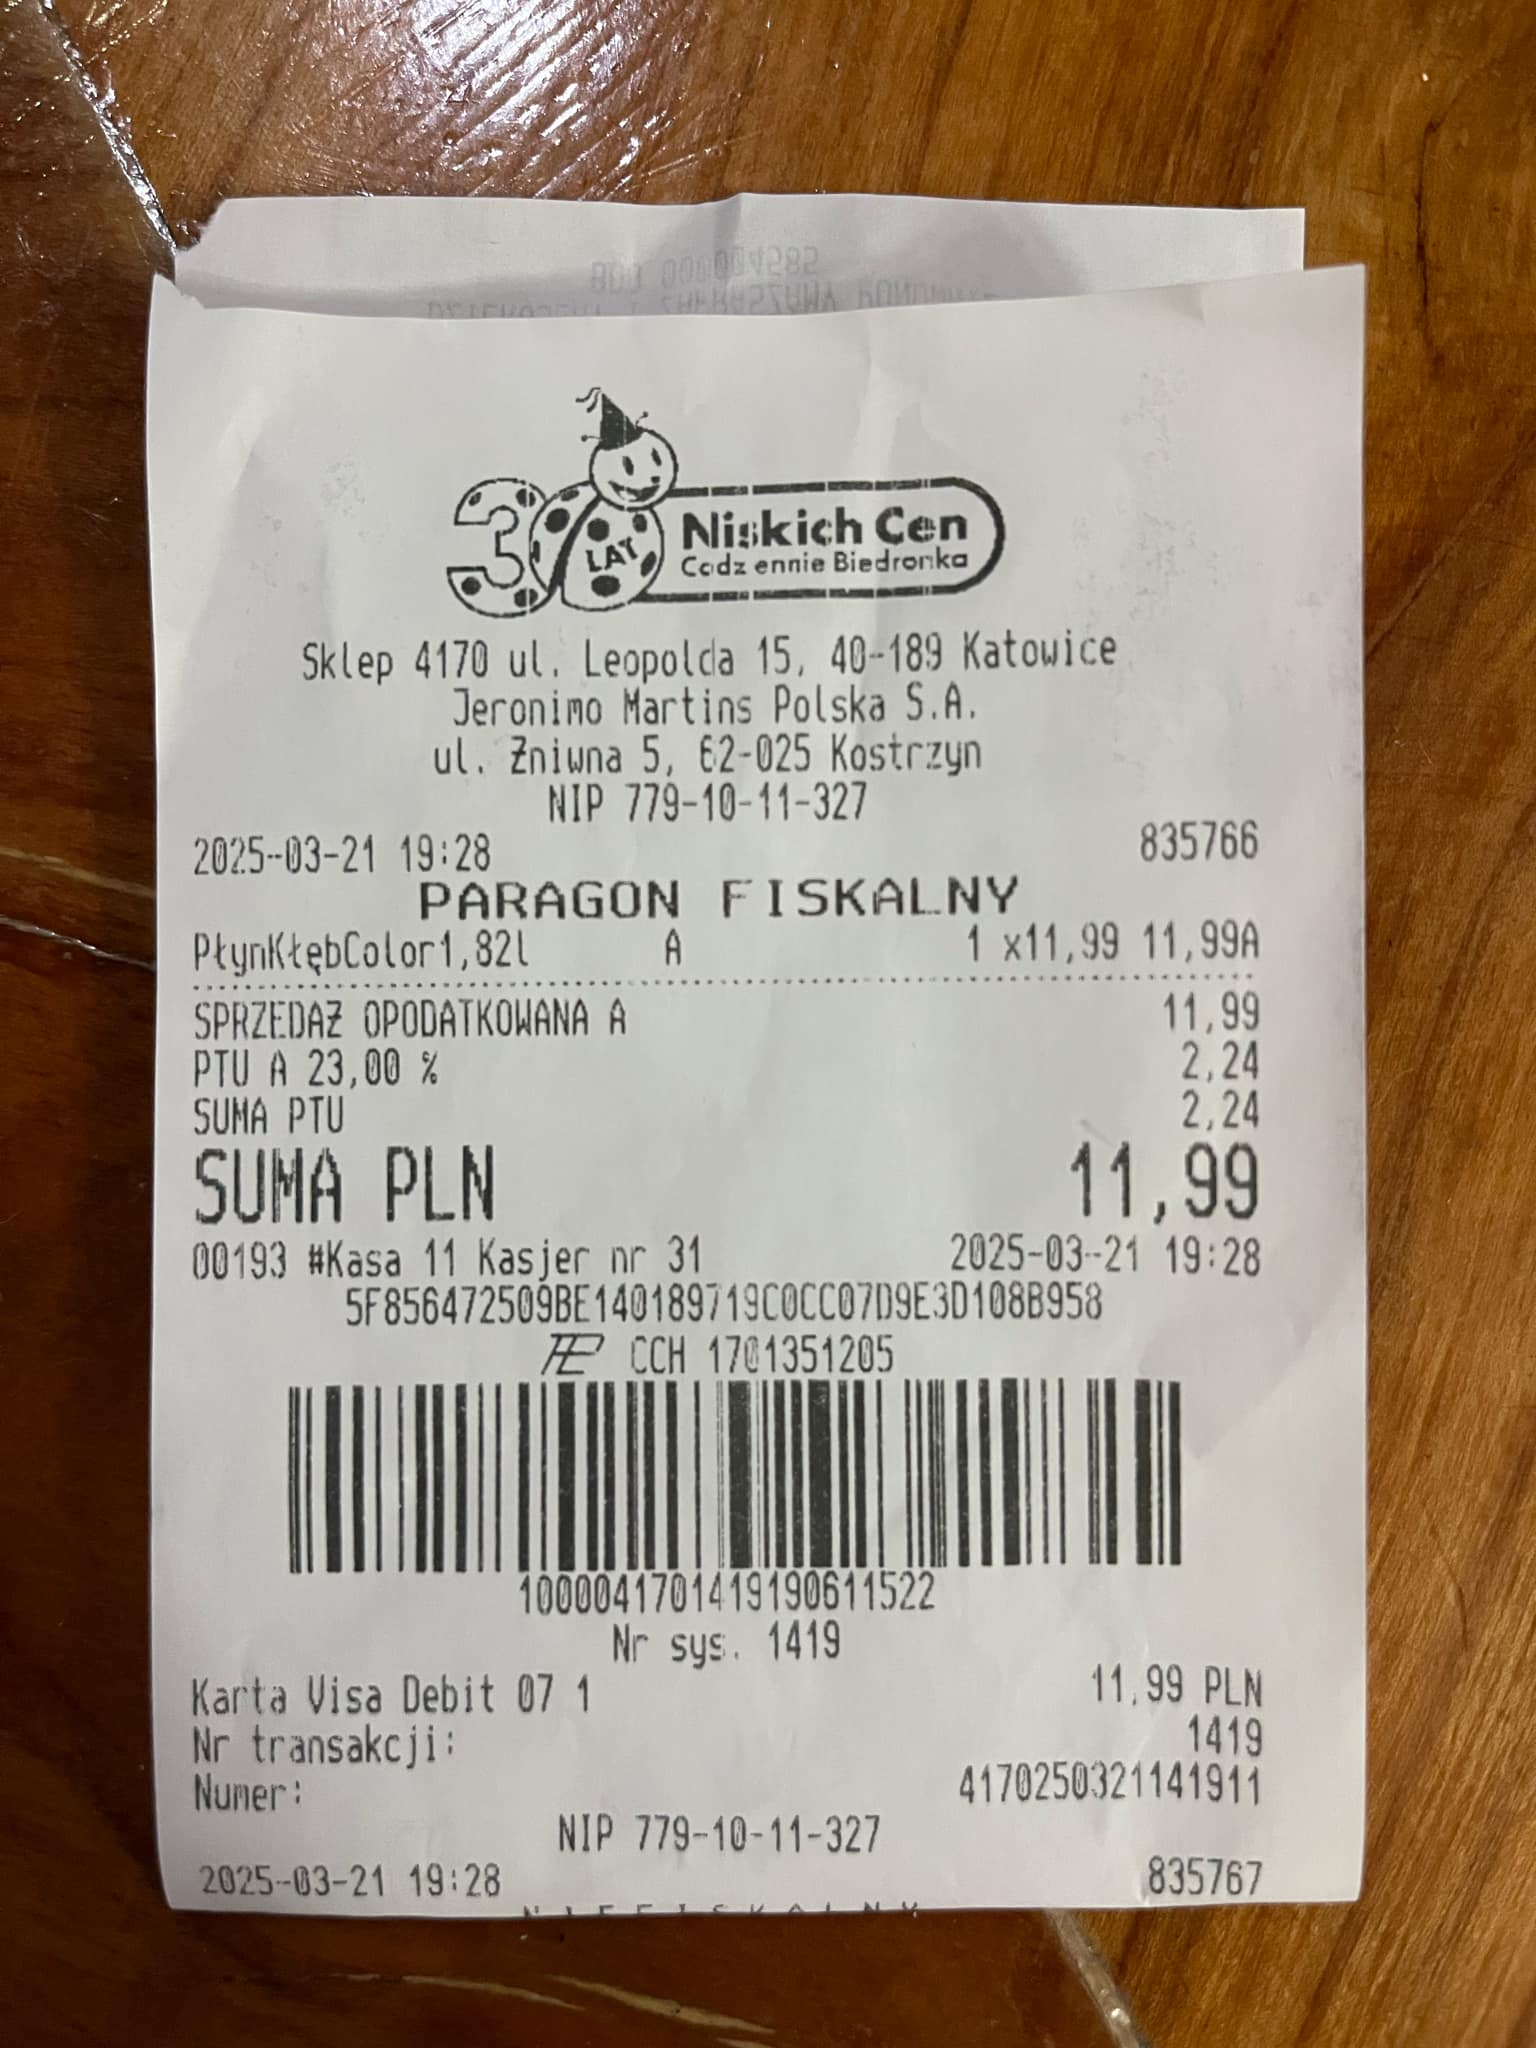 BDO 000004585
30 LAT Niskich Cen
Codziennie Biedronka
Sklep 4170 ul. Leopolda 15, 40-189 Katowice
Jeronimo Martins Polska S.A.
ul. Żniwna 5, 62-025 Kostrzyn
NIP 779-10-11-327
2025-03-21 19:28 835766
PARAGON FISKALNY
PłynKłębColor1,82l A 1 x11,99 11,99A
SPRZEDAŻ OPODATKOWANA A 11,99
PTU A 23,00 % 2,24
SUMA PTU 2,24
SUMA PLN 11,99
00193 #Kasa 11 Kasjer nr 31 2025-03-21 19:28
5F856472509BE140189719C0CC07D9E3D108B958
CCH 1701351205
1000041701419190611522
Nr sys. 1419
Karta Visa Debit 07 1 11,99 PLN
Nr transakcji: 1419
Numer: 4170250321141911
NIP 779-10-11-327
2025-03-21 19:28 835767
NIEFISKALNY